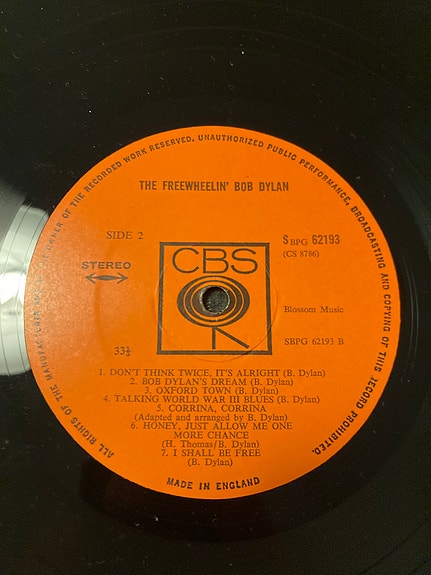 ALL RIGHTS OF THE MANUFACTURER AND OF THE OWNER OF THE RECORDED WORK RESERVED. UNAUTHORIZED PUBLIC PERFORMANCE, BROADCASTING AND COPYING OF THIS RECORD PROHIBITED.
THE FREEWHEELIN' BOB DYLAN
SIDE 2
S BPG 62193
(CS 8786)
CBS
STEREO
Blossom Music
33⅓
SBPG 62193 B
1. DON'T THINK TWICE, IT'S ALRIGHT (B. Dylan)
2. BOB DYLAN'S DREAM (B. Dylan)
3. OXFORD TOWN (B. Dylan)
4. TALKING WORLD WAR III BLUES (B. Dylan)
5. CORRINA, CORRINA
(Adapted and arranged by B. Dylan)
6. HONEY, JUST ALLOW ME ONE
MORE CHANCE
(H. Thomas/B. Dylan)
7. I SHALL BE FREE
(B. Dylan)
MADE IN ENGLAND